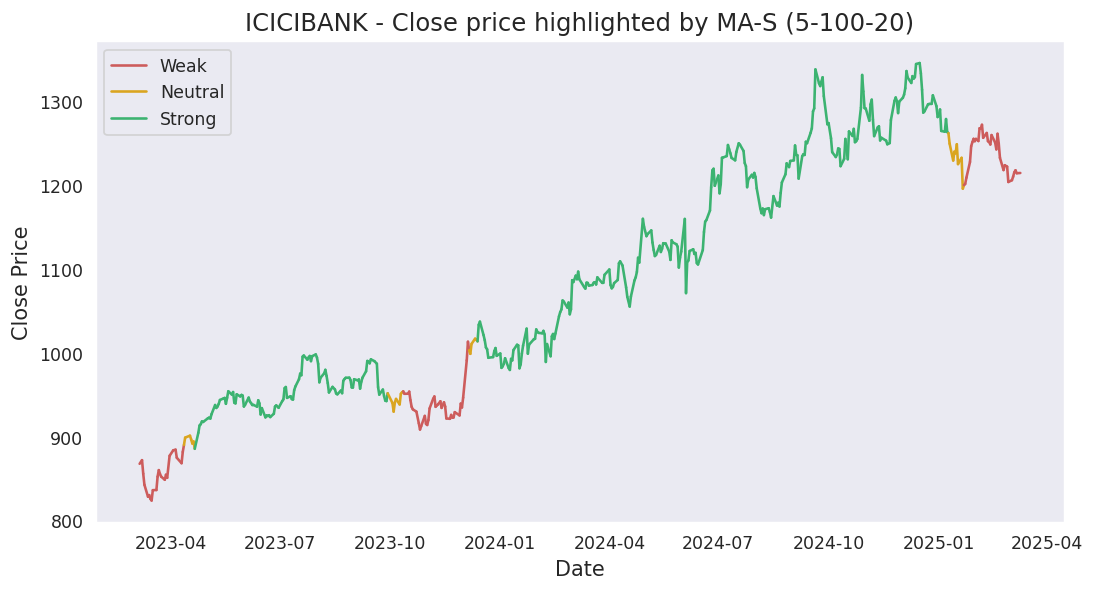 ICICIBANK - Close price highlighted by MA-S (5-100-20)
Weak
Neutral
Strong
Close Price
1300
1200
1100
1000
900
800
2023-04 2023-07 2023-10 2024-01 2024-04 2024-07 2024-10 2025-01 2025-04
Date